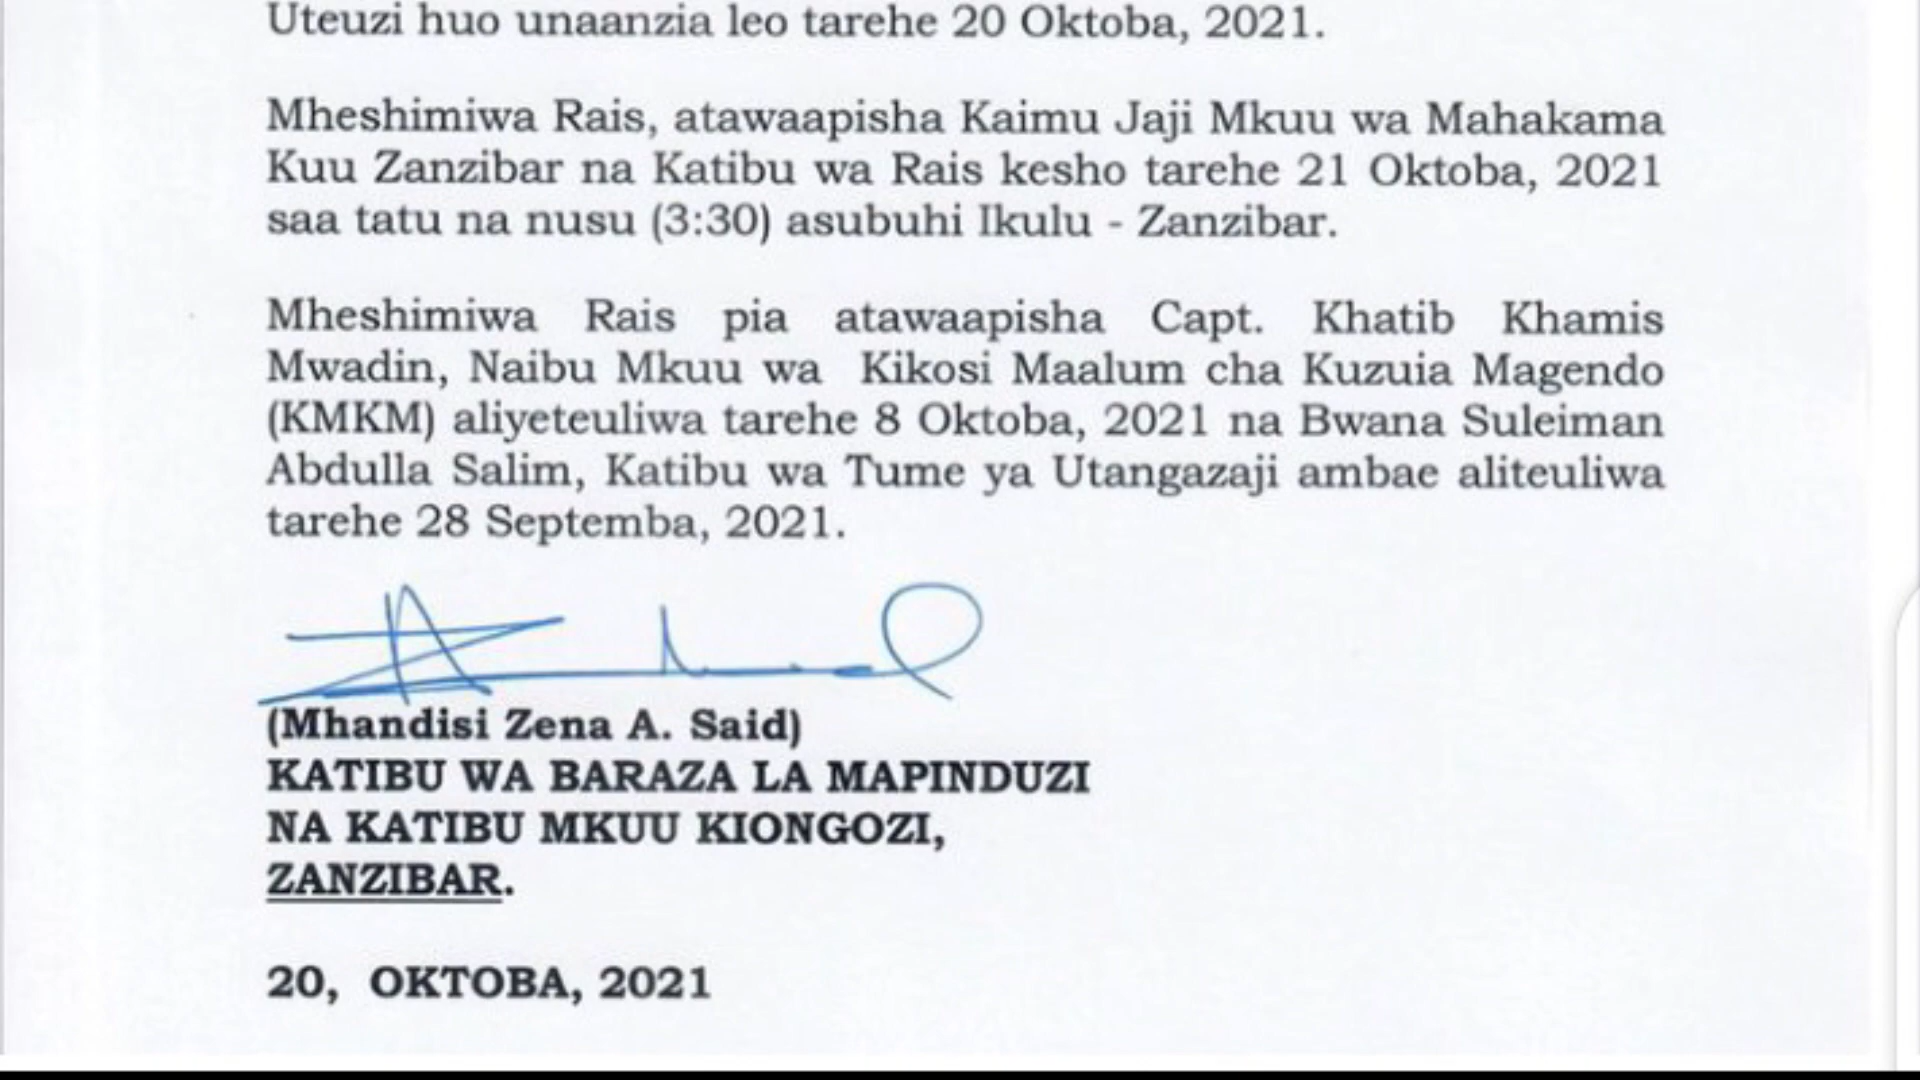 Uteuzi huo unaanzia leo tarehe 20 Oktoba, 2021.
Mheshimiwa Rais, atawaapisha Kaimu Jaji Mkuu wa Mahakama
Kuu Zanzibar na Katibu wa Rais kesho tarehe 21 Oktoba, 2021
saa tatu na nusu (3:30) asubuhi Ikulu - Zanzibar.
Mheshimiwa Rais pia atawaapisha Capt. Khatib Khamis
Mwadin, Naibu Mkuu wa Kikosi Maalum cha Kuzuia Magendo
(KMKM) aliyeteuliwa tarehe 8 Oktoba, 2021 na Bwana Suleiman
Abdulla Salim, Katibu wa Tume ya Utangazaji ambae aliteuliwa
tarehe 28 Septemba, 2021.
(Mhandisi Zena A. Said)
KATIBU WA BARAZA LA MAPINDUZI
NA KATIBU MKUU KIONGOZI,
ZANZIBAR.
20, OKTOBA, 2021